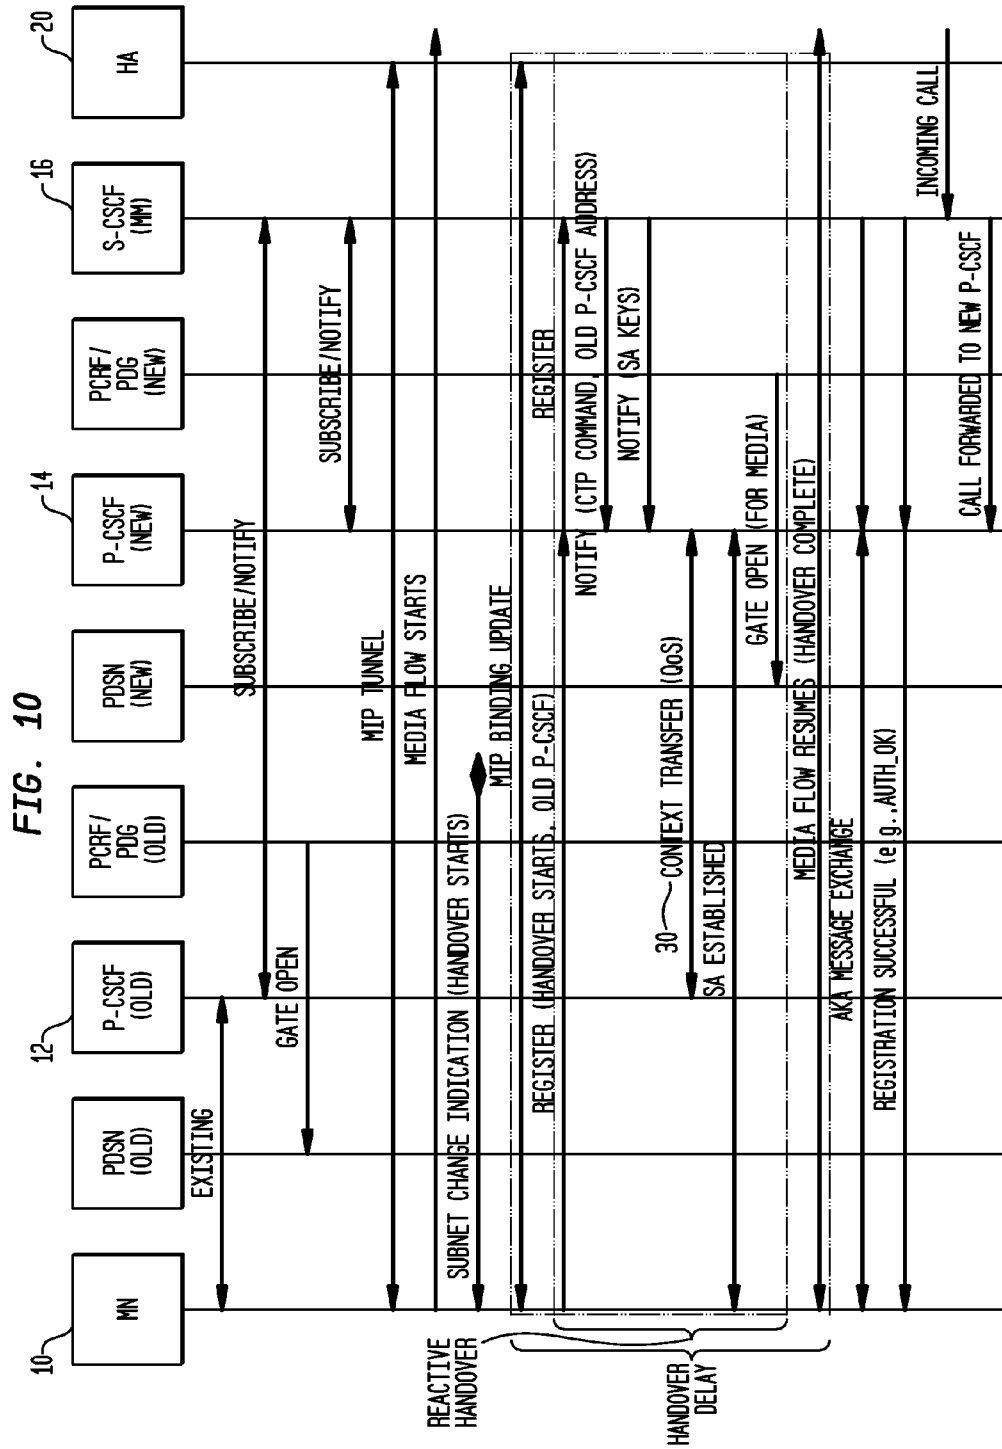 FIG. 10
10
MN
PDSN
(OLD)
12
P-CSCF
(OLD)
PCRF/
PDG
(OLD)
PDSN
(NEW)
14
P-CSCF
(NEW)
PCRF/
PDG
(NEW)
16
S-CSCF
(MM)
20
HA
EXISTING
SUBSCRIBE/NOTIFY
GATE OPEN
SUBSCRIBE/NOTIFY
MIP TUNNEL
MEDIA FLOW STARTS
SUBNET CHANGE INDICATION (HANDOVER STARTS)
MIP BINDING UPDATE
REACTIVE
HANDOVER
REGISTER (HANDOVER STARTS, OLD P-CSCF)
REGISTER
NOTIFY (CTP COMMAND, OLD P-CSCF ADDRESS)
NOTIFY (SA KEYS)
30
CONTEXT TRANSFER (QoS)
SA ESTABLISHED
GATE OPEN (FOR MEDIA)
HANDOVER
DELAY
MEDIA FLOW RESUMES (HANDOVER COMPLETE)
AKA MESSAGE EXCHANGE
REGISTRATION SUCCESSFUL (e.g.,AUTH_OK)
INCOMING CALL
CALL FORWARDED TO NEW P-CSCF